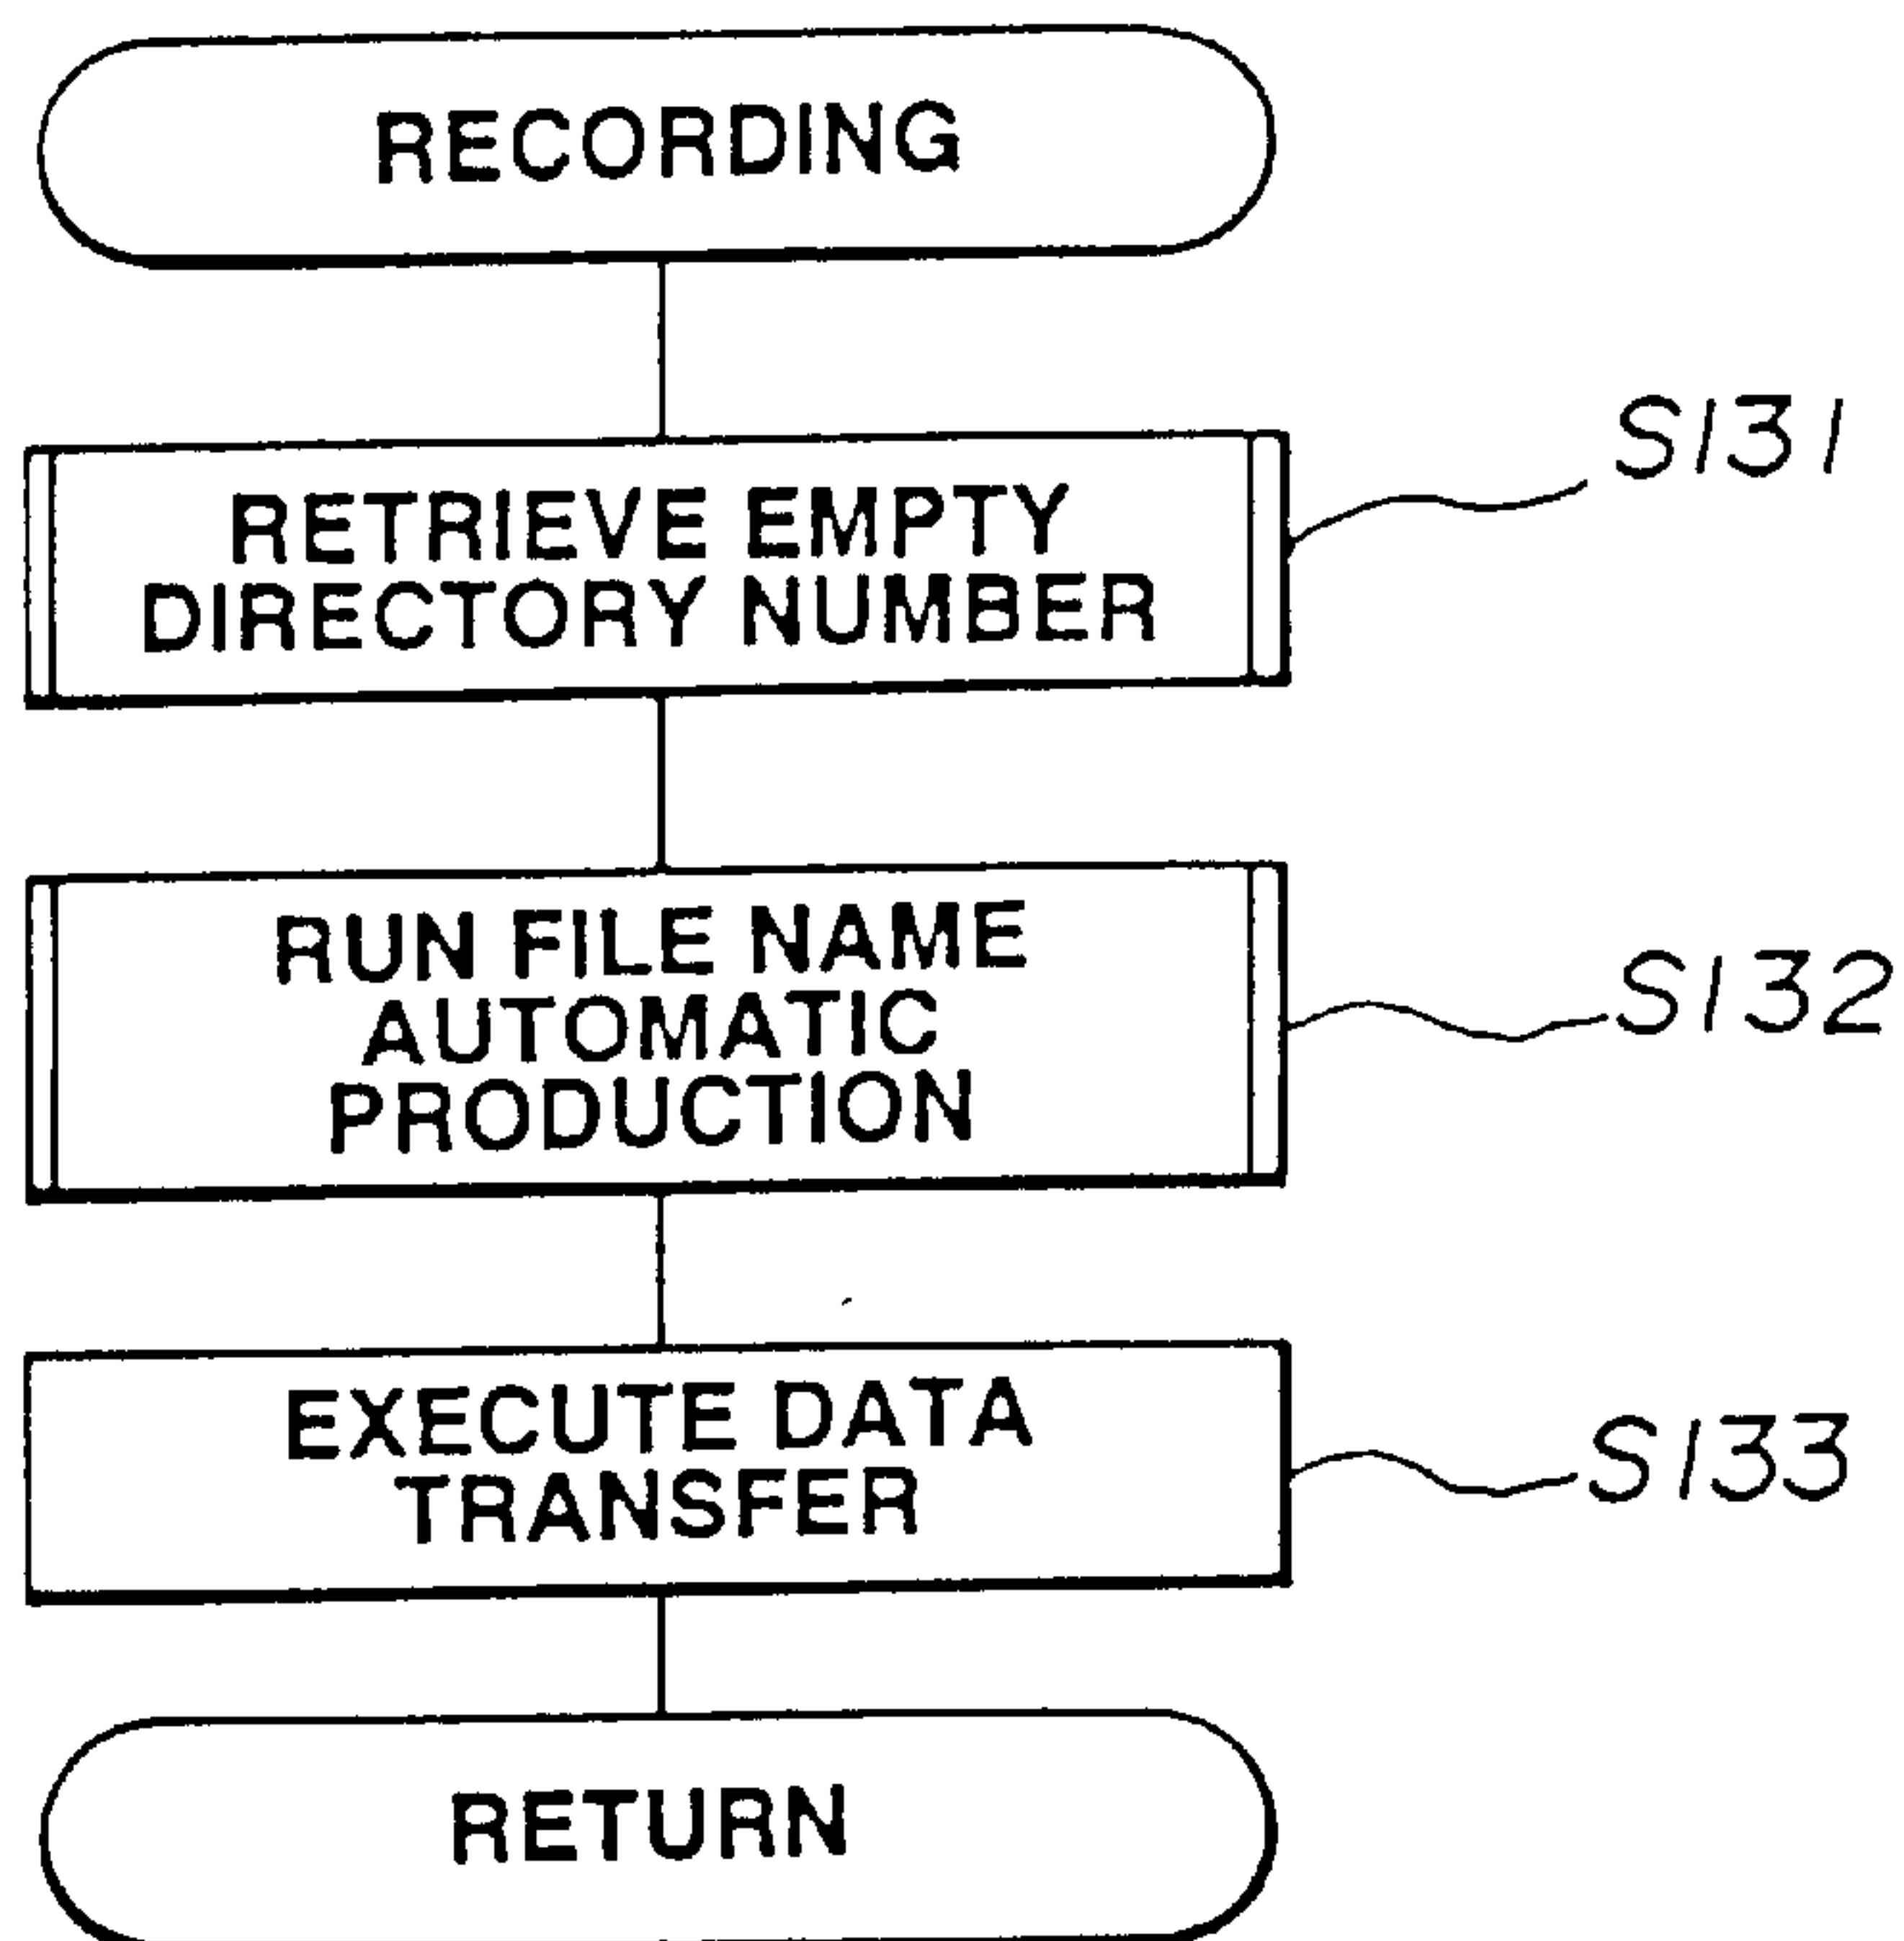 RECORDING
RETRIEVE EMPTY
DIRECTORY NUMBER
S131
RUN FILE NAME
AUTOMATIC
PRODUCTION
S132
EXECUTE DATA
TRANSFER
S133
RETURN